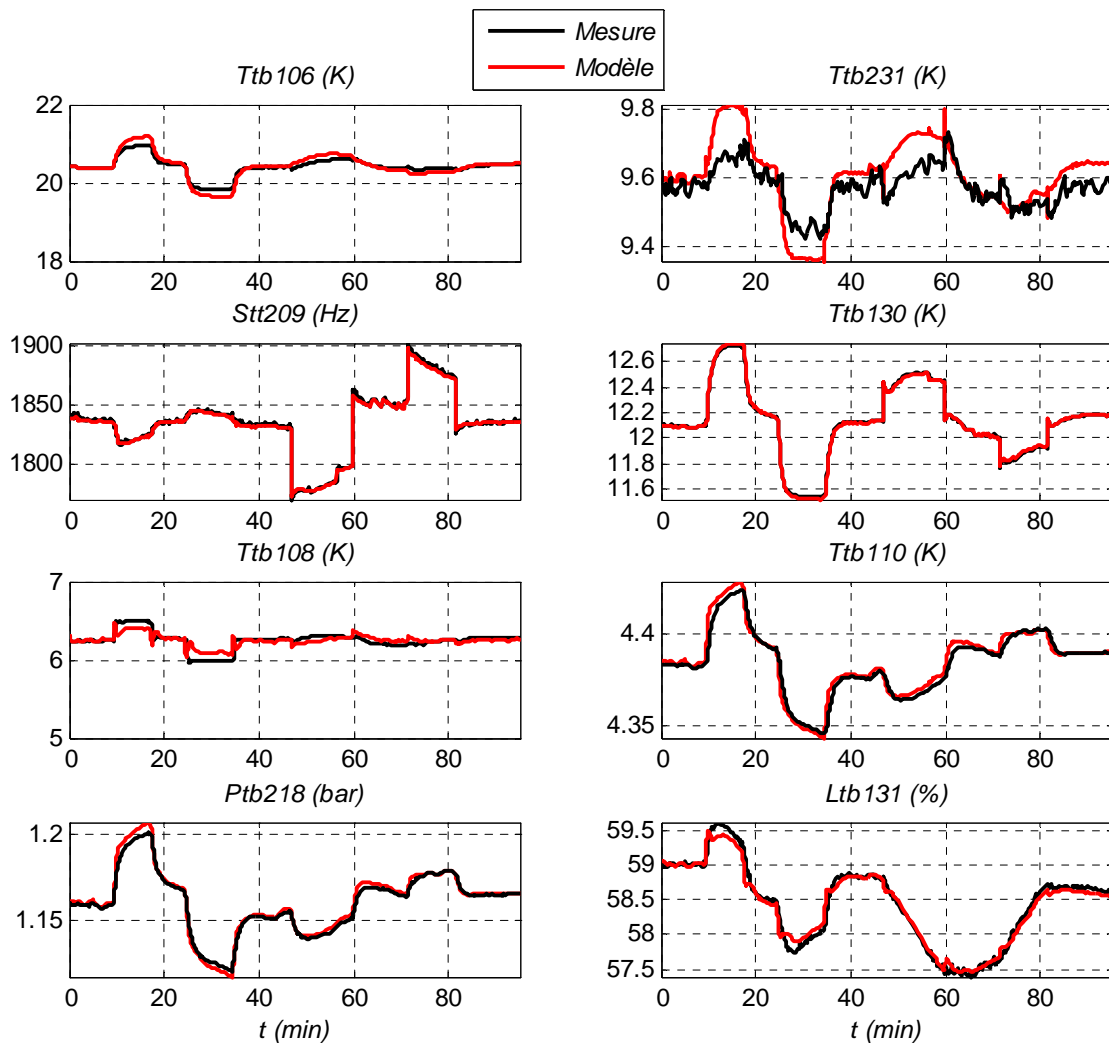 Mesure
Modèle
Ttb106 (K)
22
20
18
0 20 40 60 80
Ttb231 (K)
9.8
9.6
9.4
0 20 40 60 80
Stt209 (Hz)
1900
1850
1800
0 20 40 60 80
Ttb130 (K)
12.6
12.4
12.2
12
11.8
11.6
0 20 40 60 80
Ttb108 (K)
7
6
5
0 20 40 60 80
Ttb110 (K)
4.4
4.35
0 20 40 60 80
Ptb218 (bar)
1.2
1.15
0 20 40 60 80
t (min)
Ltb131 (%)
59.5
59
58.5
58
57.5
0 20 40 60 80
t (min)